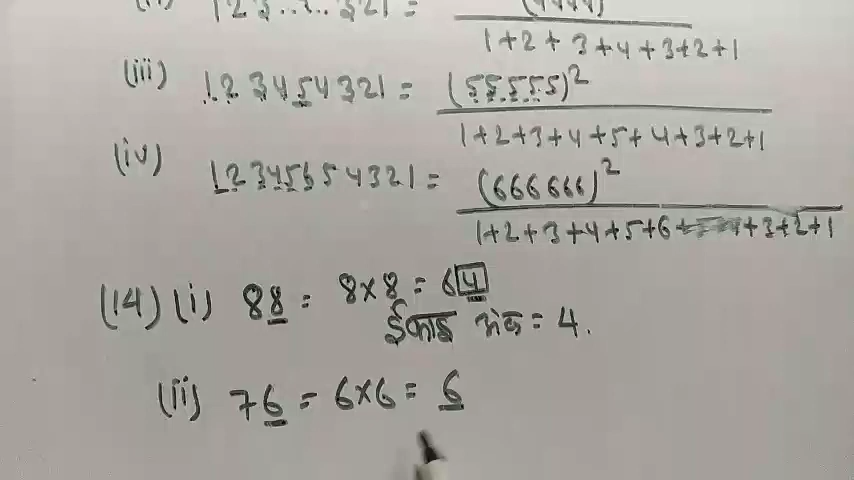 1+2+3+4+3+2+1
(iii) 123454321 = (55555)²
1+2+3+4+5+4+3+2+1
(iv) 12345654321 = (666666)²
1+2+3+4+5+6 +3+2+1
(14) (i) 88 = 8×8 = 64
ईकाइ अंक = 4.
(ii) 76 = 6×6 = 6